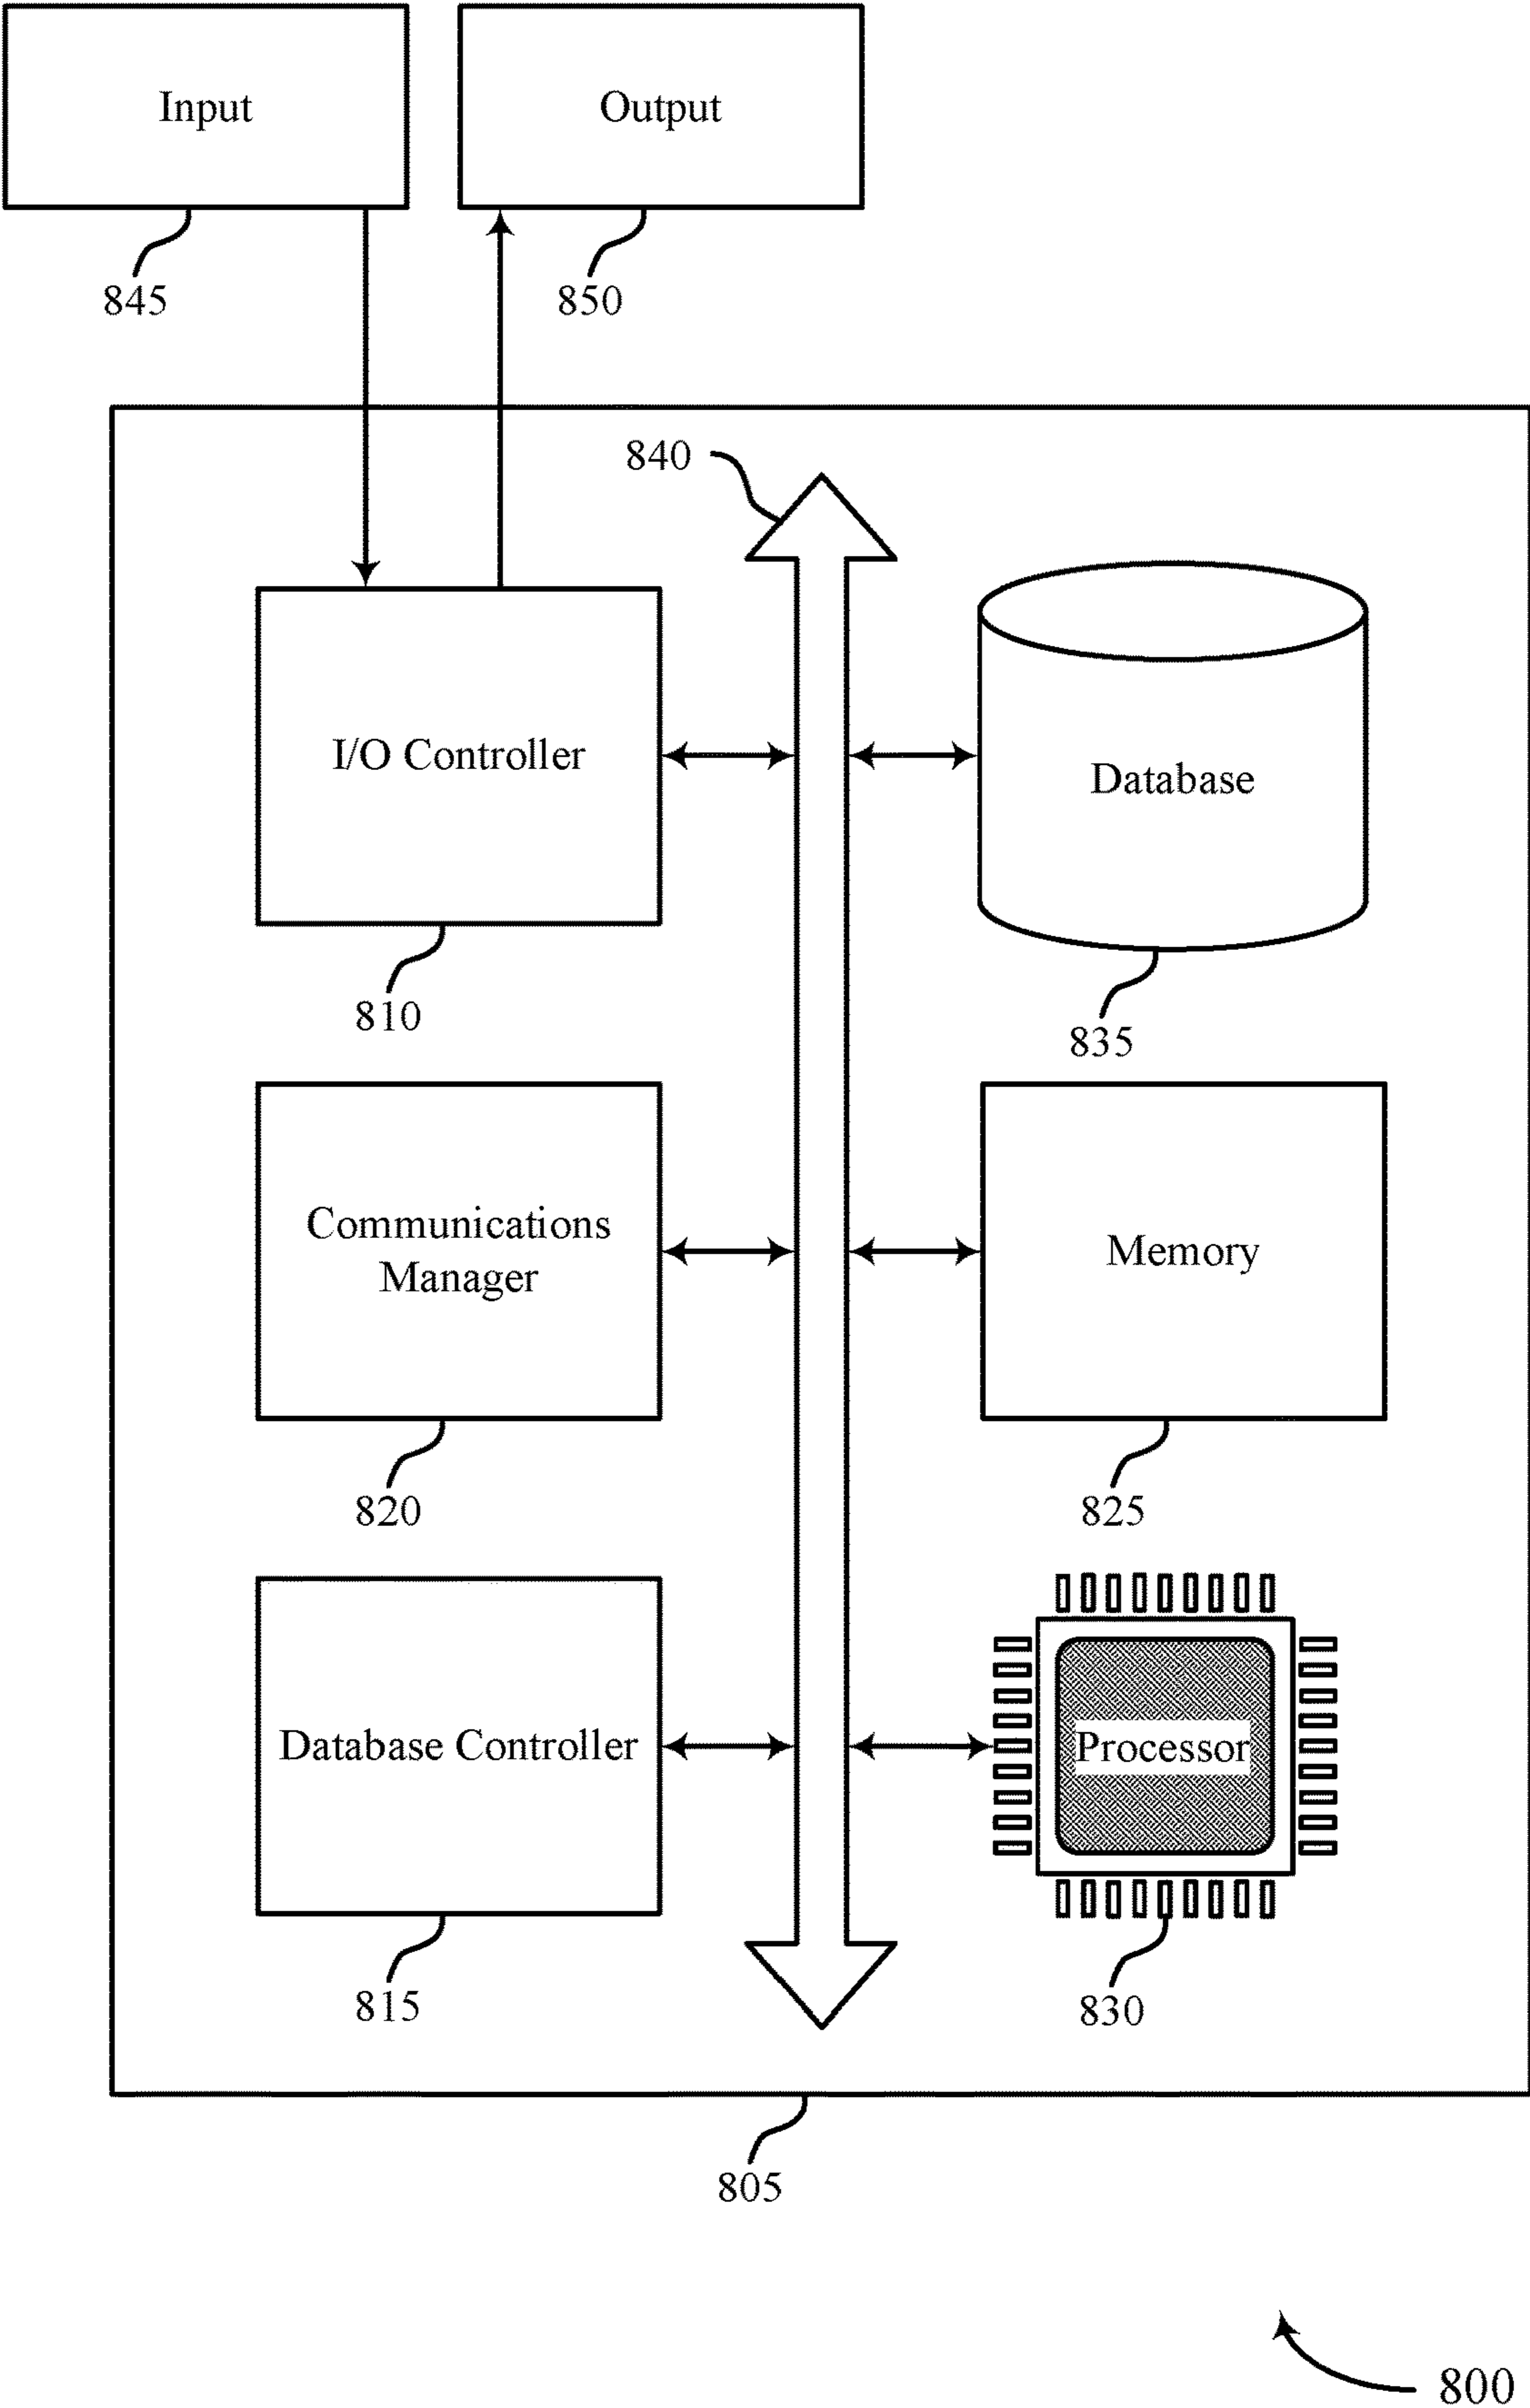 Input
Output
845
850
840
I/O Controller
Database
810
835
Communications
Manager
Memory
820
825
Database Controller
Processor
815
830
805
800